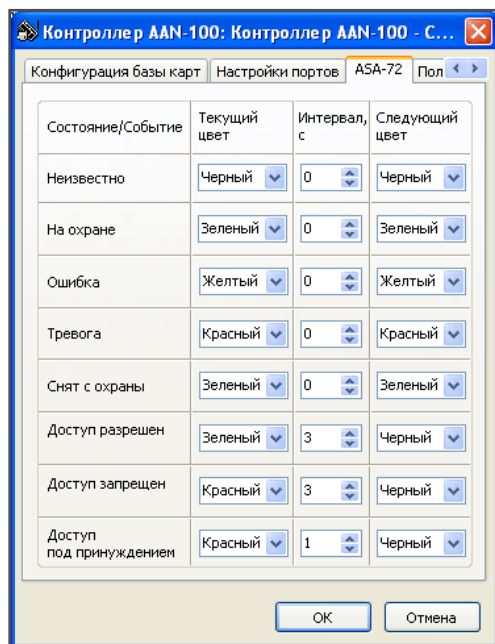 Контроллер AAN-100: Контроллер AAN-100 - С...
Конфигурация базы карт Настройки портов ASA-72 Пол
Состояние/Событие Текущий цвет Интервал, с Следующий цвет
Неизвестно Черный 0 Черный
На охране Зеленый 0 Зеленый
Ошибка Желтый 0 Желтый
Тревога Красный 0 Красный
Снят с охраны Зеленый 0 Зеленый
Доступ разрешен Зеленый 3 Черный
Доступ запрещен Красный 3 Черный
Доступ под принуждением Красный 1 Черный
ОК Отмена